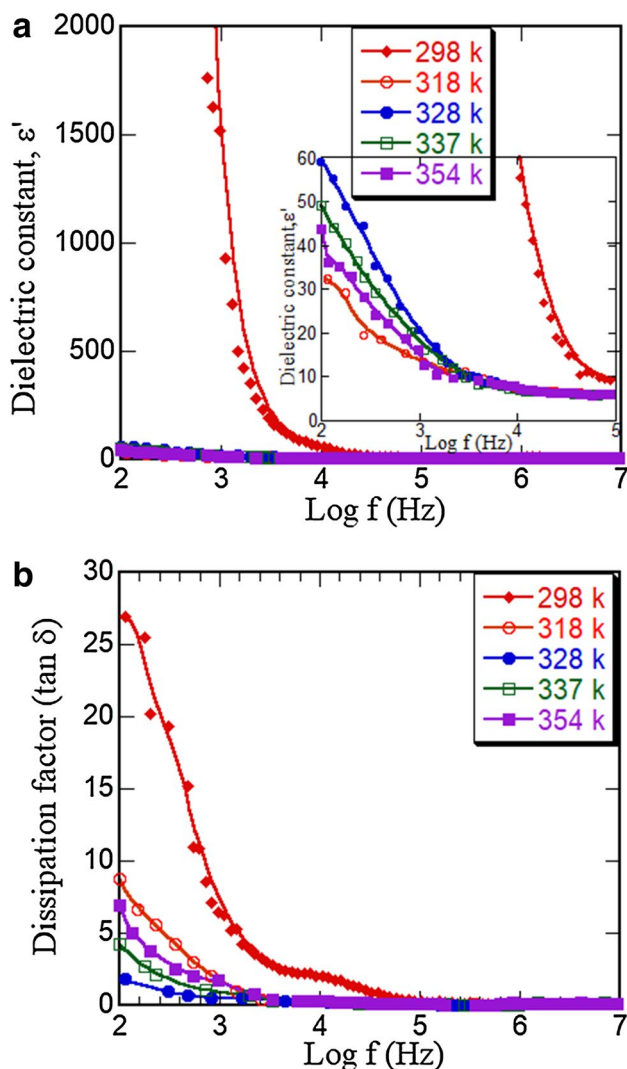 a
2000
1500
1000
500
0
Dielectric constant, ε'
298 k
318 k
328 k
337 k
354 k
60
50
40
30
20
10
0
Dielectric constant,ε'
2 3 4 5
Log f (Hz)
2 3 4 5 6 7
Log f (Hz)
b
30
25
20
15
10
5
0
Dissipation factor (tan δ)
298 k
318 k
328 k
337 k
354 k
2 3 4 5 6 7
Log f (Hz)